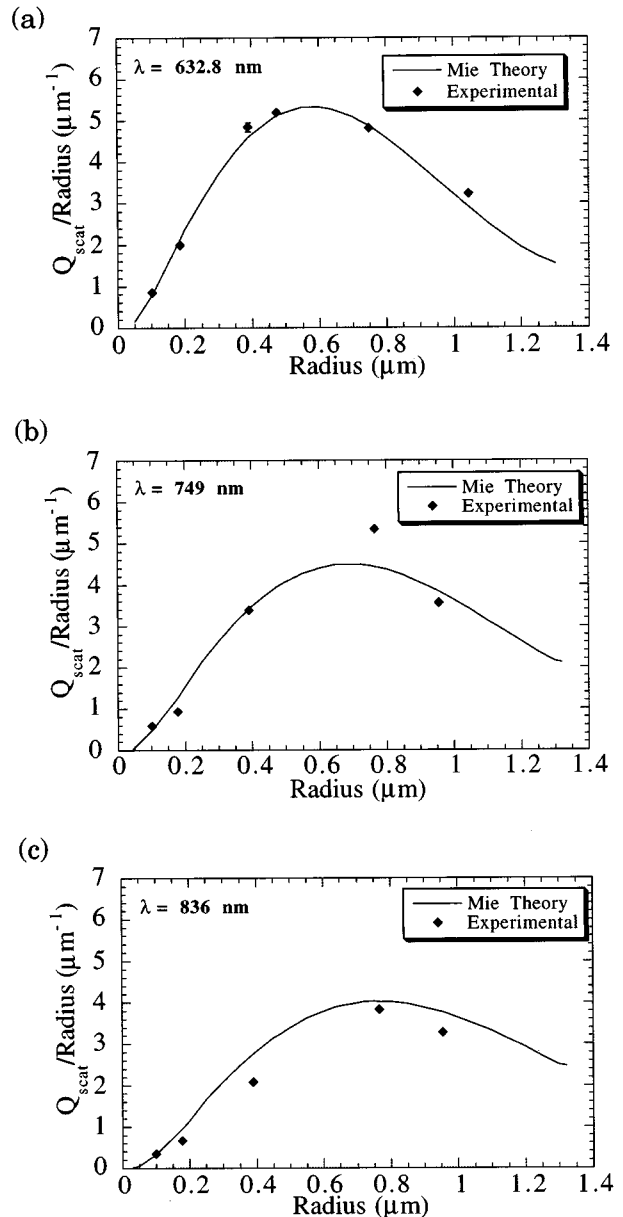 (a)
7
6
5
4
3
2
1
0
λ = 632.8 nm
Mie Theory
Experimental
Q_scat/Radius (μm⁻¹)
0 0.2 0.4 0.6 0.8 1 1.2 1.4
Radius (μm)
(b)
7
6
5
4
3
2
1
0
λ = 749 nm
Mie Theory
Experimental
Q_scat/Radius (μm⁻¹)
0 0.2 0.4 0.6 0.8 1 1.2 1.4
Radius (μm)
(c)
7
6
5
4
3
2
1
0
λ = 836 nm
Mie Theory
Experimental
Q_scat/Radius (μm⁻¹)
0 0.2 0.4 0.6 0.8 1 1.2 1.4
Radius (μm)